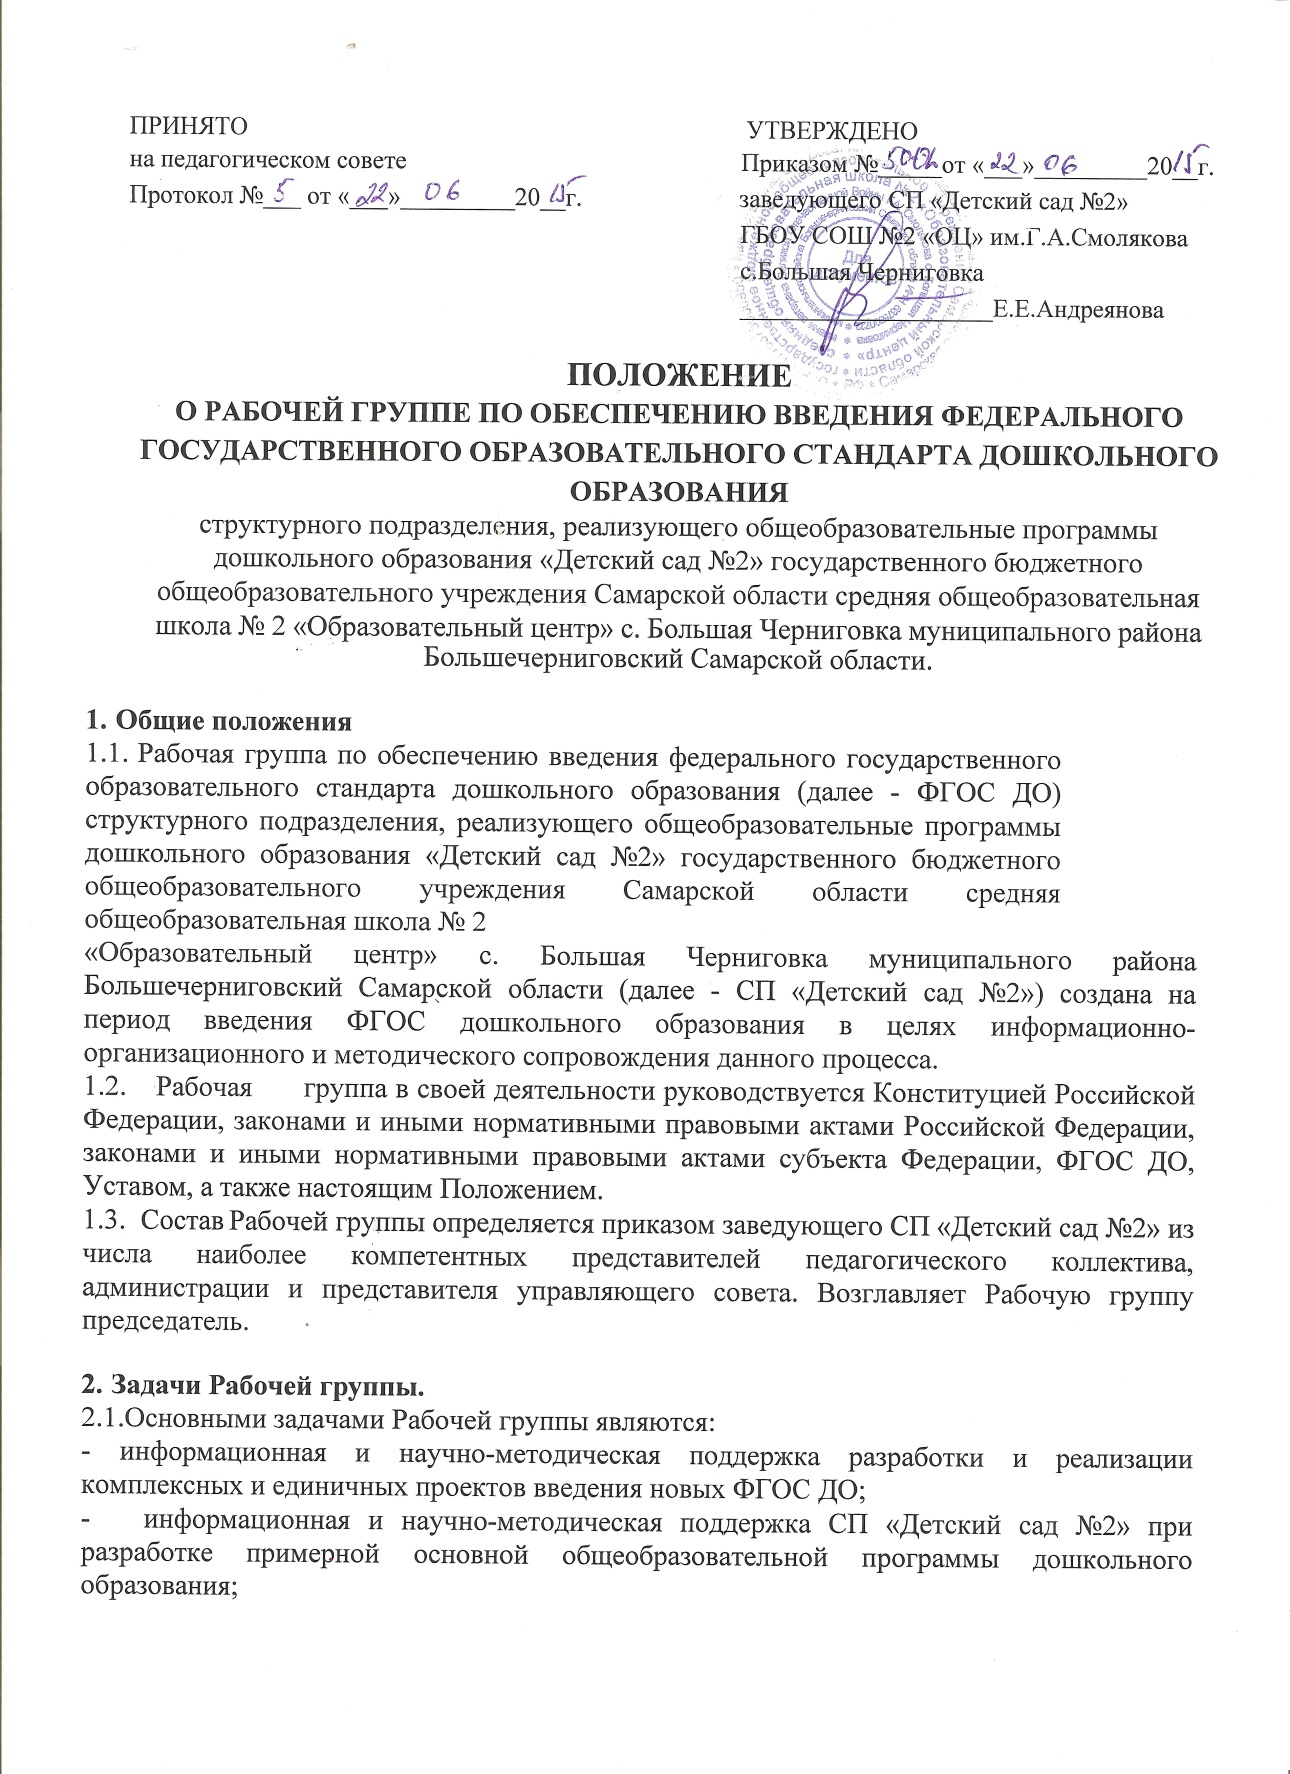 ПРИНЯТО
на педагогическом совете
Протокол № 5 от «22» 06 2015г.
УТВЕРЖДЕНО
Приказом № от «22» 06 2015г.
заведующего СП «Детский сад №2»
ГБОУ СОШ №2 «ОЦ» им.Г.А.Смолякова
с.Большая Черниговка
Е.Е.Андреянова
Для документов
ПОЛОЖЕНИЕ
О РАБОЧЕЙ ГРУППЕ ПО ОБЕСПЕЧЕНИЮ ВВЕДЕНИЯ ФЕДЕРАЛЬНОГО
ГОСУДАРСТВЕННОГО ОБРАЗОВАТЕЛЬНОГО СТАНДАРТА ДОШКОЛЬНОГО
ОБРАЗОВАНИЯ
структурного подразделения, реализующего общеобразовательные программы
дошкольного образования «Детский сад №2» государственного бюджетного
общеобразовательного учреждения Самарской области средняя общеобразовательная
школа № 2 «Образовательный центр» с. Большая Черниговка муниципального района
Большечерниговский Самарской области.
1. Общие положения
1.1. Рабочая группа по обеспечению введения федерального государственного
образовательного стандарта дошкольного образования (далее - ФГОС ДО)
структурного подразделения, реализующего общеобразовательные программы
дошкольного образования «Детский сад №2» государственного бюджетного
общеобразовательного учреждения Самарской области средняя
общеобразовательная школа № 2
«Образовательный центр» с. Большая Черниговка муниципального района
Большечерниговский Самарской области (далее - СП «Детский сад №2») создана на
период введения ФГОС дошкольного образования в целях информационно-
организационного и методического сопровождения данного процесса.
1.2. Рабочая группа в своей деятельности руководствуется Конституцией Российской
Федерации, законами и иными нормативными правовыми актами Российской Федерации,
законами и иными нормативными правовыми актами субъекта Федерации, ФГОС ДО,
Уставом, а также настоящим Положением.
1.3. Состав Рабочей группы определяется приказом заведующего СП «Детский сад №2» из
числа наиболее компетентных представителей педагогического коллектива,
администрации и представителя управляющего совета. Возглавляет Рабочую группу
председатель.
2. Задачи Рабочей группы.
2.1.Основными задачами Рабочей группы являются:
- информационная и научно-методическая поддержка разработки и реализации
комплексных и единичных проектов введения новых ФГОС ДО;
- информационная и научно-методическая поддержка СП «Детский сад №2» при
разработке примерной основной общеобразовательной программы дошкольного
образования;